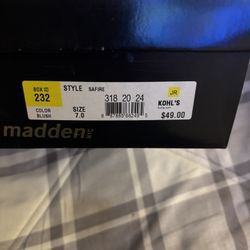 BOX ID
232
COLOR
BLUSH
STYLE SAFIRE
SIZE
7.0
318 20 24
JR
KOHL'S
$49.00
madden NYC